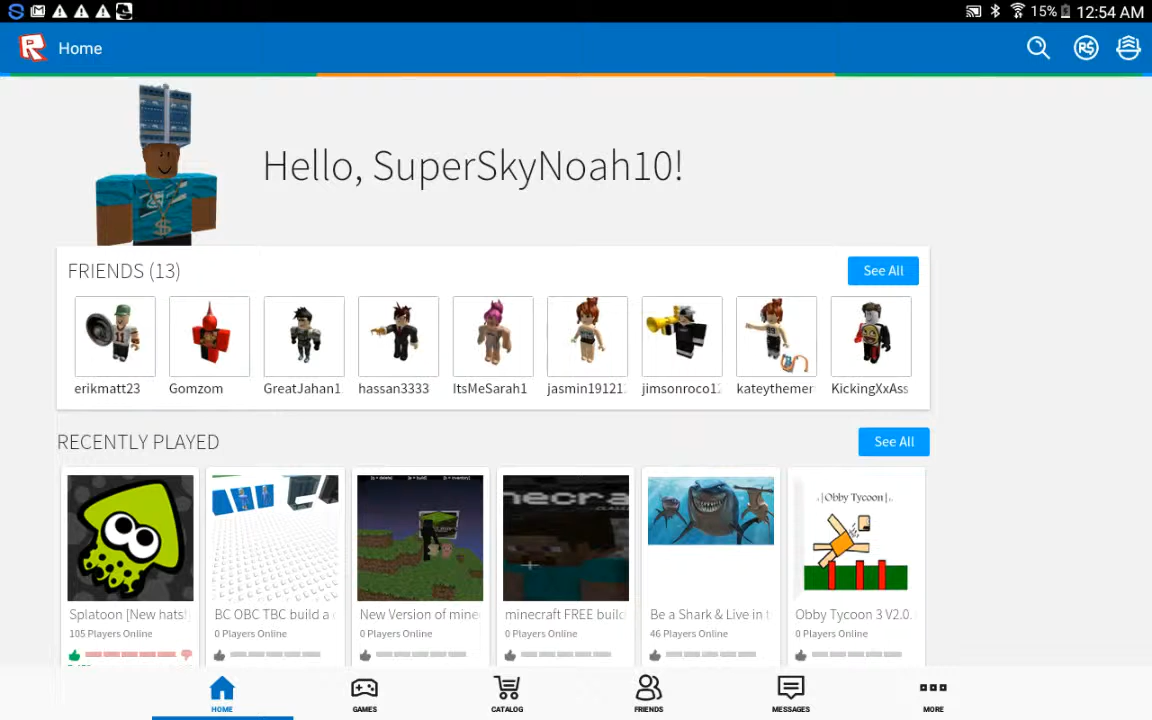 15% 12:54 AM
Home
Hello, SuperSkyNoah10!
FRIENDS (13)
See All
erikmatt23 Gomzom GreatJahan1 hassan3333 ItsMeSarah1 jasmin19121 jimsonroco12 kateythemer KickingXxAss
RECENTLY PLAYED
See All
Splatoon [New hats! BC OBC TBC build a New Version of mine minecraft FREE build Be a Shark & Live in t Obby Tycoon 3 V2.0.
105 Players Online 0 Players Online 0 Players Online 0 Players Online 46 Players Online 0 Players Online
.|Obby Tycoon|.
HOME GAMES CATALOG FRIENDS MESSAGES MORE